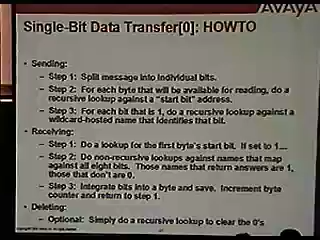 AVAYA
Single-Bit Data Transfer[0]: HOWTO
• Sending:
– Step 1: Split message into individual bits.
– Step 2: For each byte that will be available for reading, do a
recursive lookup against a "start bit" address.
– Step 3: For each bit that is 1, do a recursive lookup against a
wildcard-hosted name that identifies that bit.
• Receiving:
– Step 1: Do a lookup for the first byte's start bit. If set to 1...
– Step 2: Do non-recursive lookups against names that map
against all eight bits. Those names that return answers are 1,
those that don't are 0.
– Step 3: Integrate bits into a byte and save. Increment byte
counter and return to step 1.
• Deleting:
– Optional: Simply do a recursive lookup to clear the 0's